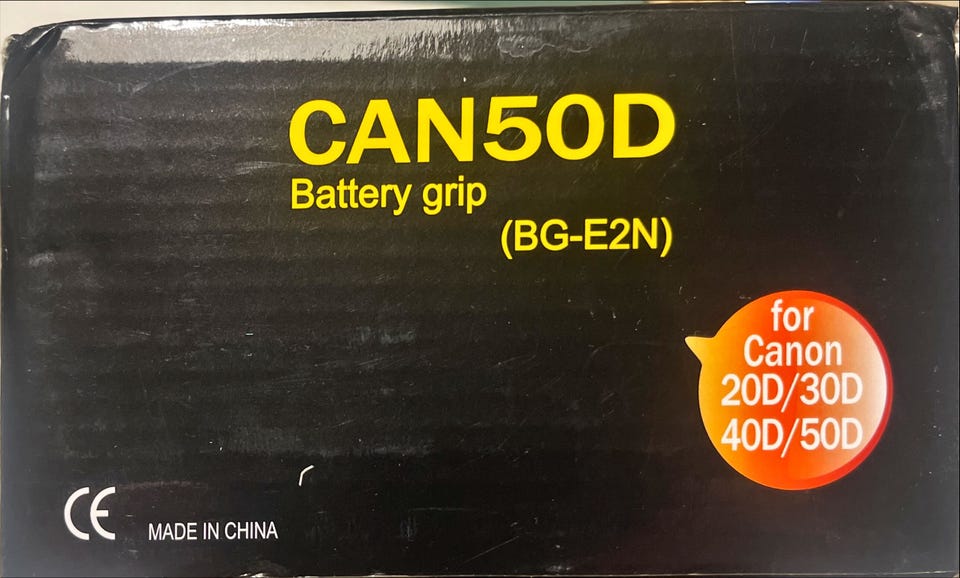 CAN50D
Battery grip
(BG-E2N)
for
Canon
20D/30D
40D/50D
CE
MADE IN CHINA